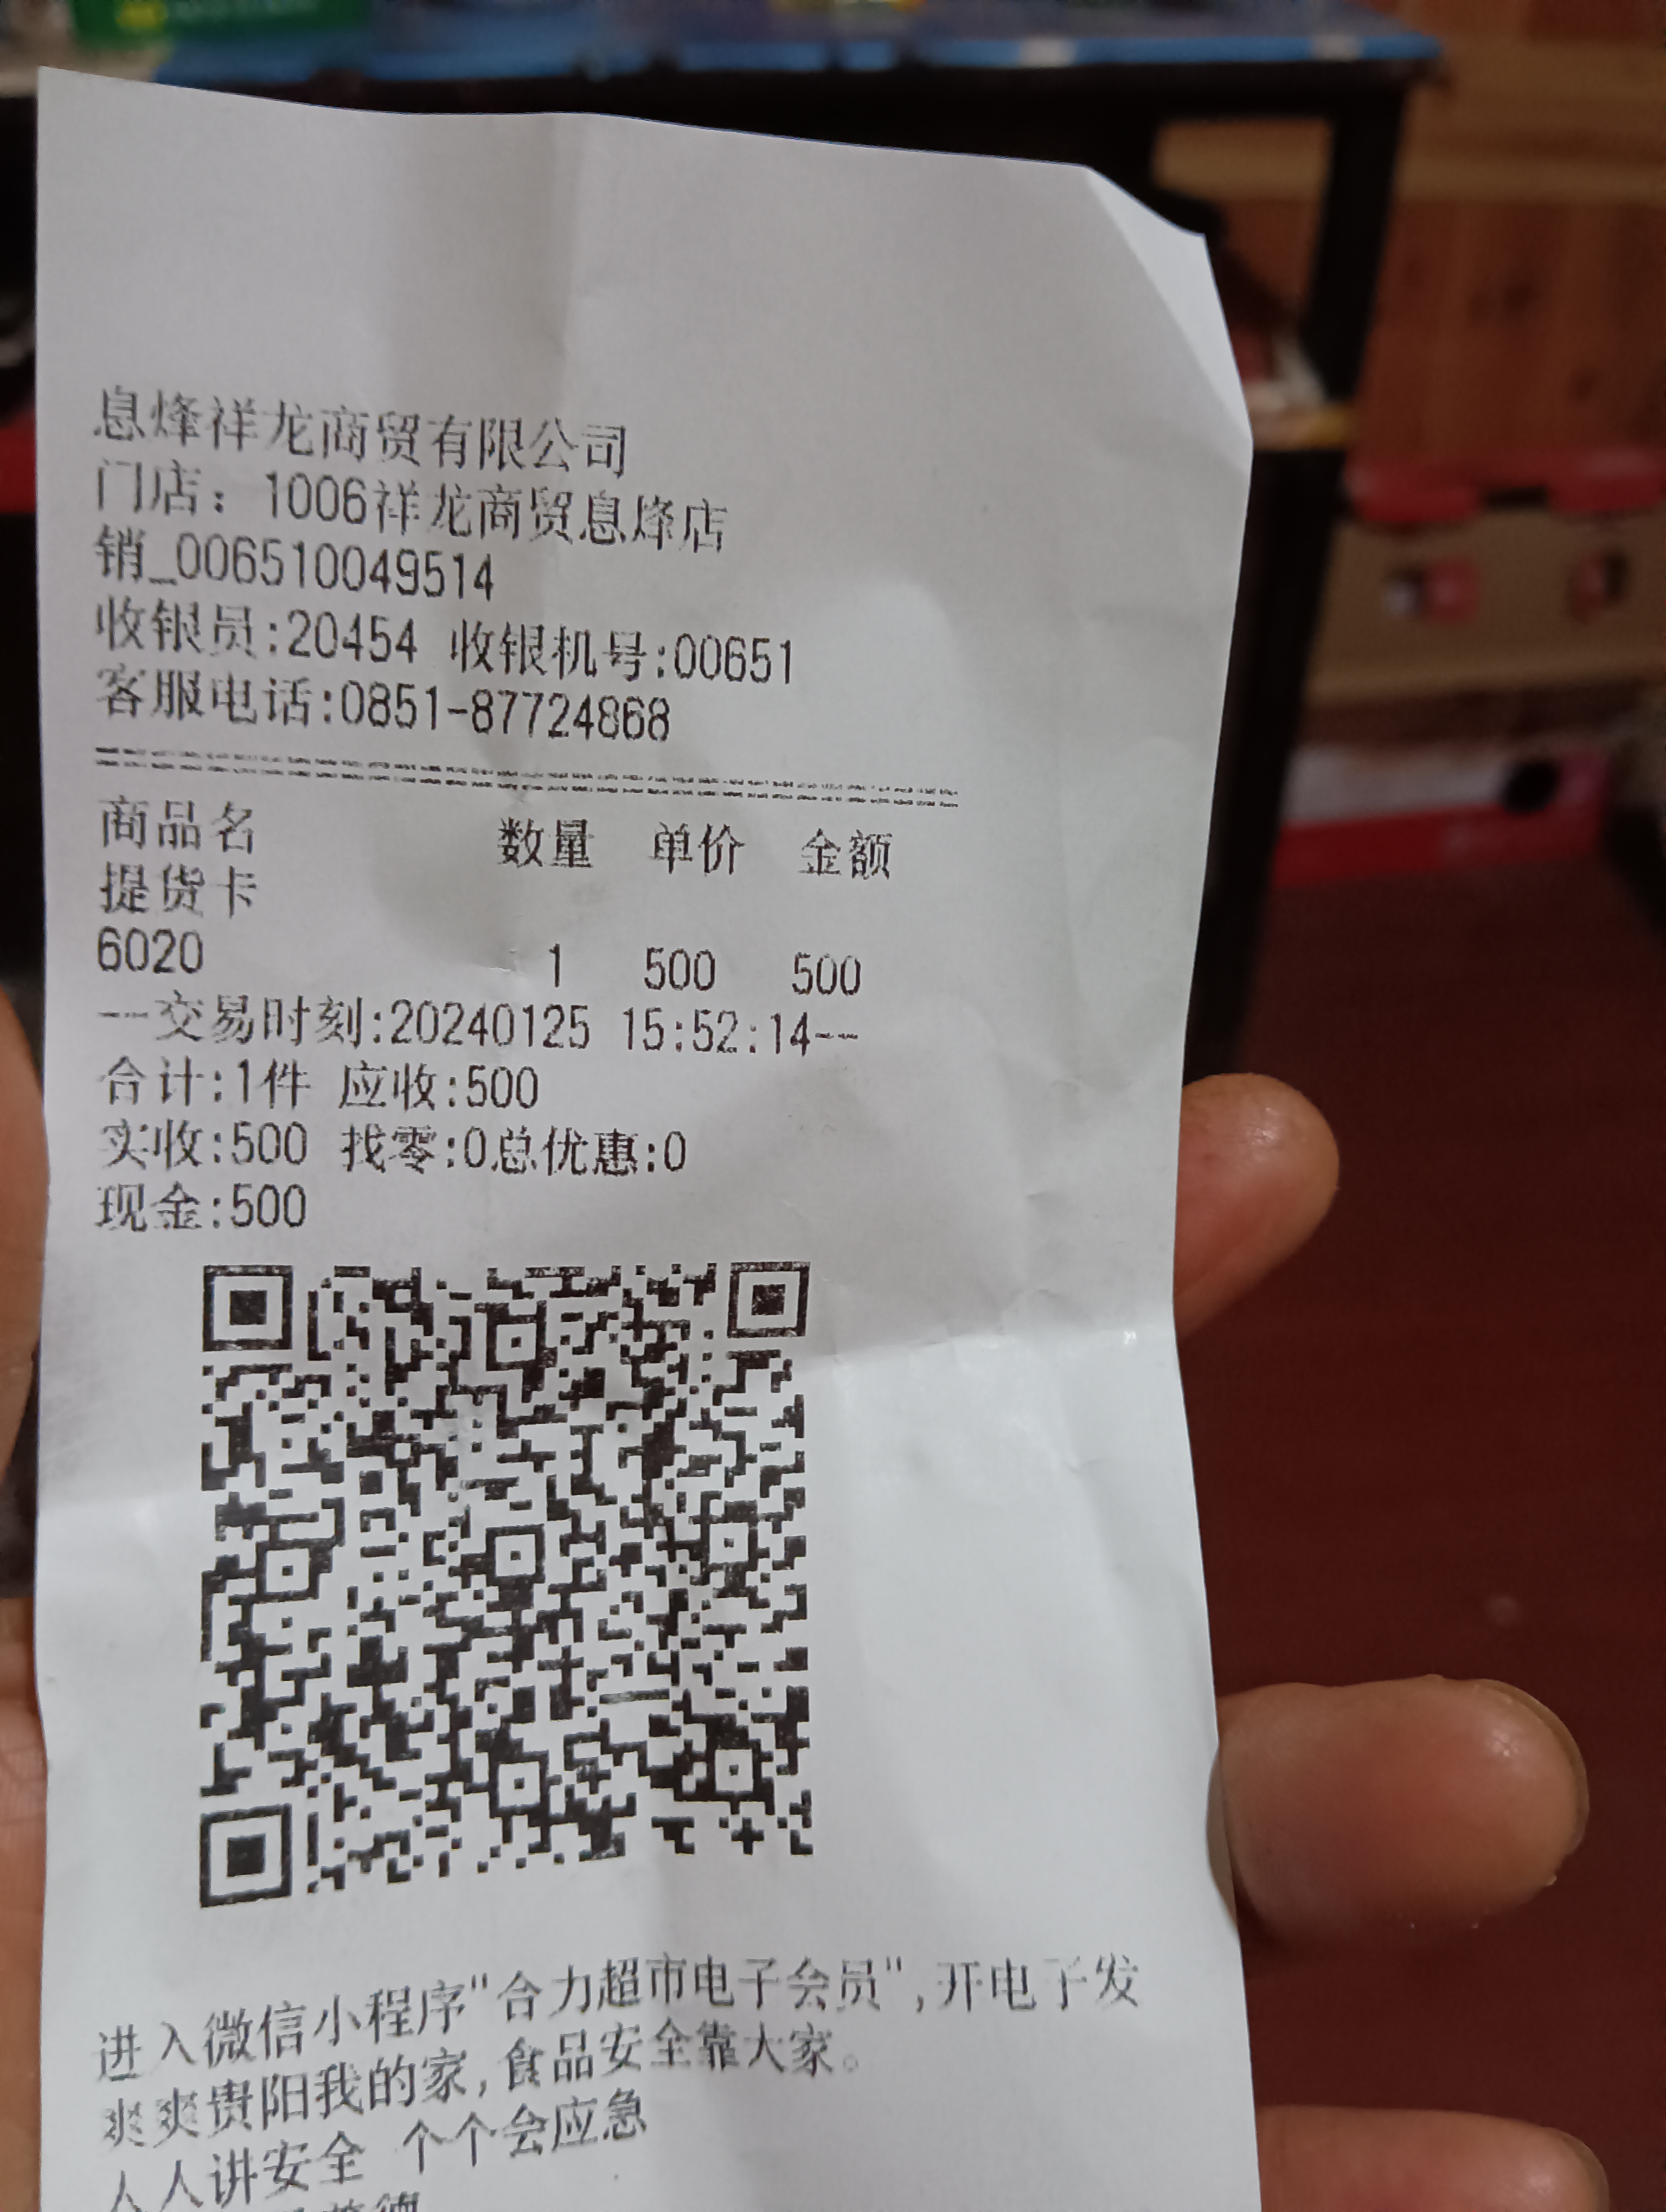 息烽祥龙商贸有限公司
门店：1006祥龙商贸息烽店
销_006510049514
收银员:20454 收银机号:00651
客服电话:0851-87724868
商品名 数量 单价 金额
提货卡
6020 1 500 500
--交易时刻:20240125 15:52:14--
合计:1件 应收:500
实收:500 找零:0总优惠:0
现金:500
进入微信小程序"合力超市电子会员",开电子发
爽爽贵阳我的家,食品安全靠大家。
人人讲安全 个个会应急